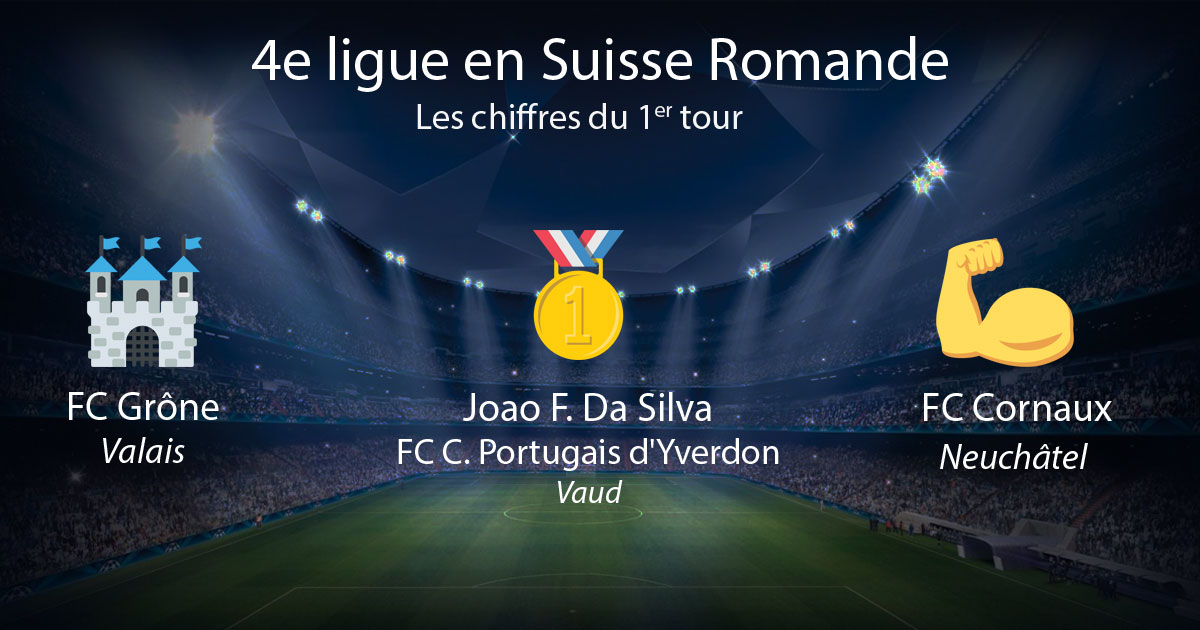 4e ligue en Suisse Romande
Les chiffres du 1er tour
1
FC Grône
Valais
Joao F. Da Silva
FC C. Portugais d'Yverdon
Vaud
FC Cornaux
Neuchâtel